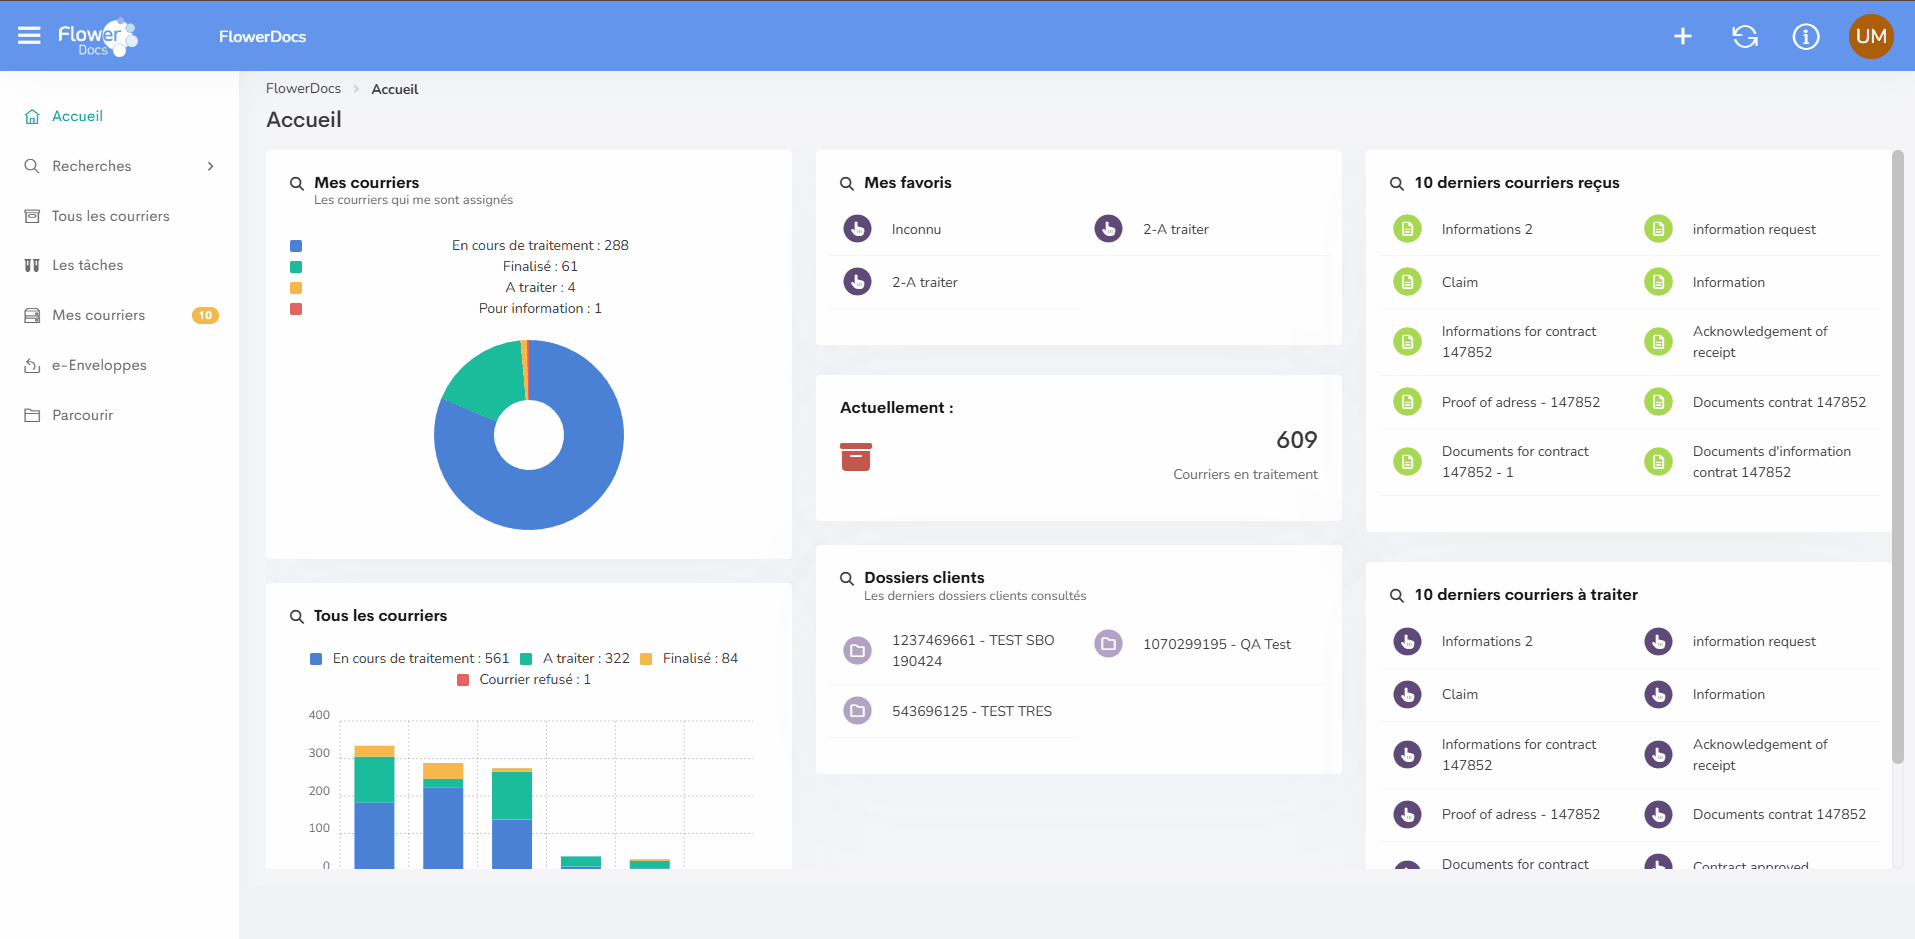 Flower
Docs
FlowerDocs
UM
Accueil
Recherches
Tous les courriers
Les tâches
Mes courriers
10
e-Enveloppes
Parcourir
FlowerDocs > Accueil
Accueil
Mes courriers
Les courriers qui me sont assignés
En cours de traitement : 288
Finalisé : 61
A traiter : 4
Pour information : 1
Tous les courriers
En cours de traitement : 561 A traiter : 322 Finalisé : 84
Courrier refusé : 1
400
300
200
100
0
Mes favoris
Inconnu
2-A traiter
2-A traiter
Actuellement :
609
Courriers en traitement
Dossiers clients
Les derniers dossiers clients consultés
1237469661 - TEST SBO
190424
1070299195 - QA Test
543696125 - TEST TRES
10 derniers courriers reçus
Informations 2
information request
Claim
Information
Informations for contract
147852
Acknowledgement of
receipt
Proof of adress - 147852
Documents contrat 147852
Documents for contract
147852 - 1
Documents d'information
contrat 147852
10 derniers courriers à traiter
Informations 2
information request
Claim
Information
Informations for contract
147852
Acknowledgement of
receipt
Proof of adress - 147852
Documents contrat 147852
Documents for contract
Contract approved